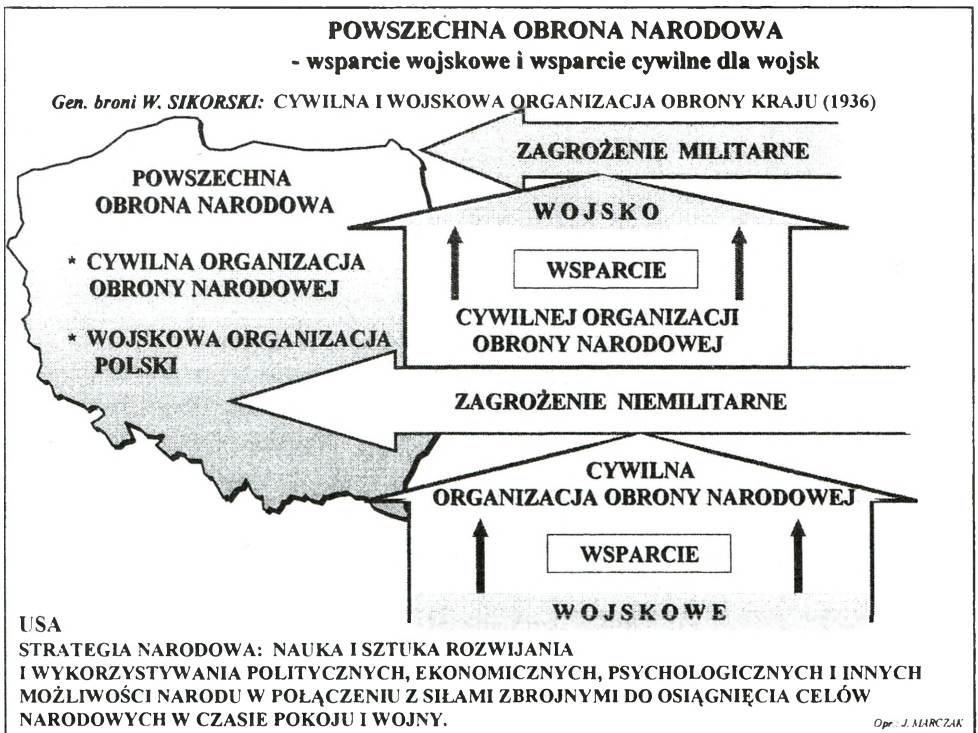 POWSZECHNA OBRONA NARODOWA
- wsparcie wojskowe i wsparcie cywilne dla wojsk
Gen. broni W. SIKORSKI: CYWILNA I WOJSKOWA ORGANIZACJA OBRONY KRAJU (1936)
ZAGROŻENIE MILITARNE
POWSZECHNA
OBRONA NARODOWA
* CYWILNA ORGANIZACJA
OBRONY NARODOWEJ
* WOJSKOWA ORGANIZACJA
POLSKI
WOJSKO
WSPARCIE
CYWILNEJ ORGANIZACJI
OBRONY NARODOWEJ
ZAGROŻENIE NIEMILITARNE
CYWILNA
ORGANIZACJA OBRONY NARODOWEJ
WSPARCIE
WOJSKOWE
USA
STRATEGIA NARODOWA: NAUKA I SZTUKA ROZWIJANIA
I WYKORZYSTYWANIA POLITYCZNYCH, EKONOMICZNYCH, PSYCHOLOGICZNYCH I INNYCH
MOŻLIWOŚCI NARODU W POŁĄCZENIU Z SIŁAMI ZBROJNYMI DO OSIĄGNIĘCIA CELÓW
NARODOWYCH W CZASIE POKOJU I WOJNY.
Opr.: J. MARCZAK